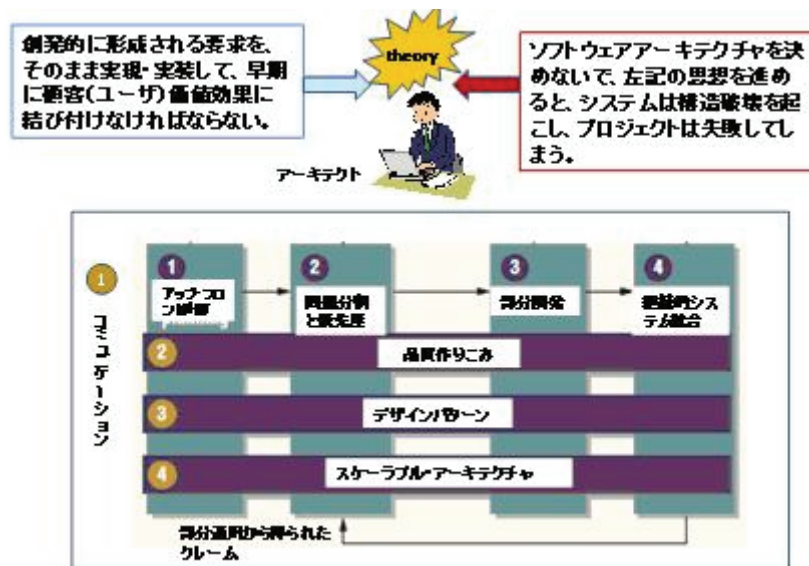 創発的に形成される要求を、
そのまま実現・実装して、早期
に顧客(ユーザ)価値効果に
結び付けなければならない。
theory
ソフトウェアアーキテクチャを決
めないで、左記の思想を進め
ると、システムは構造破壊を起
こし、プロジェクトは失敗してし
まう。
アーキテクト
1
コミュニケーション
1
アップ・フロ
2
問題分割
と優先度
3
部分開発
4
継続的シス
テム統合
2
品質作りこみ
3
デザインパターン
4
スケーラブル・アーキテクチャ
部分適用から得られた
クレーム